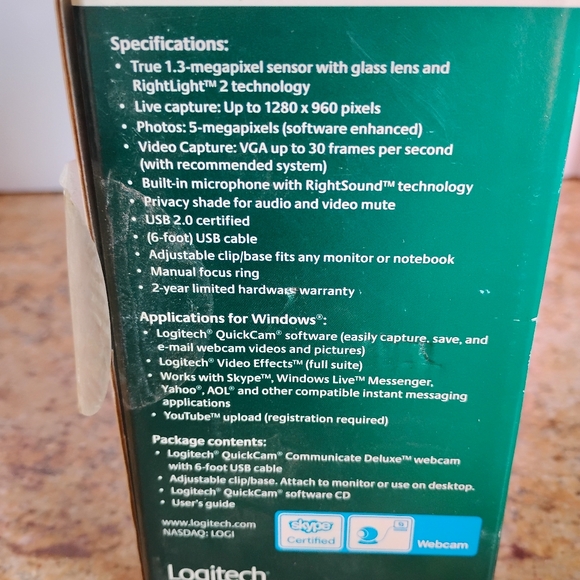 Specifications:
• True 1.3-megapixel sensor with glass lens and
RightLight™ 2 technology
• Live capture: Up to 1280 x 960 pixels
• Photos: 5-megapixels (software enhanced)
• Video Capture: VGA up to 30 frames per second
(with recommended system)
• Built-in microphone with RightSound™ technology
• Privacy shade for audio and video mute
• USB 2.0 certified
• (6-foot) USB cable
• Adjustable clip/base fits any monitor or notebook
• Manual focus ring
• 2-year limited hardware warranty
Applications for Windows®:
• Logitech® QuickCam® software (easily capture, save, and
e-mail webcam videos and pictures)
• Logitech® Video Effects™ (full suite)
• Works with Skype™, Windows Live™ Messenger,
Yahoo®, AOL® and other compatible instant messaging
applications
• YouTube™ upload (registration required)
Package contents:
• Logitech® QuickCam® Communicate Deluxe™ webcam
with 6-foot USB cable
• Adjustable clip/base. Attach to monitor or use on desktop.
• Logitech® QuickCam® software CD
• User's guide
www.logitech.com
NASDAQ: LOGI
skype
Certified
Webcam
Logitech